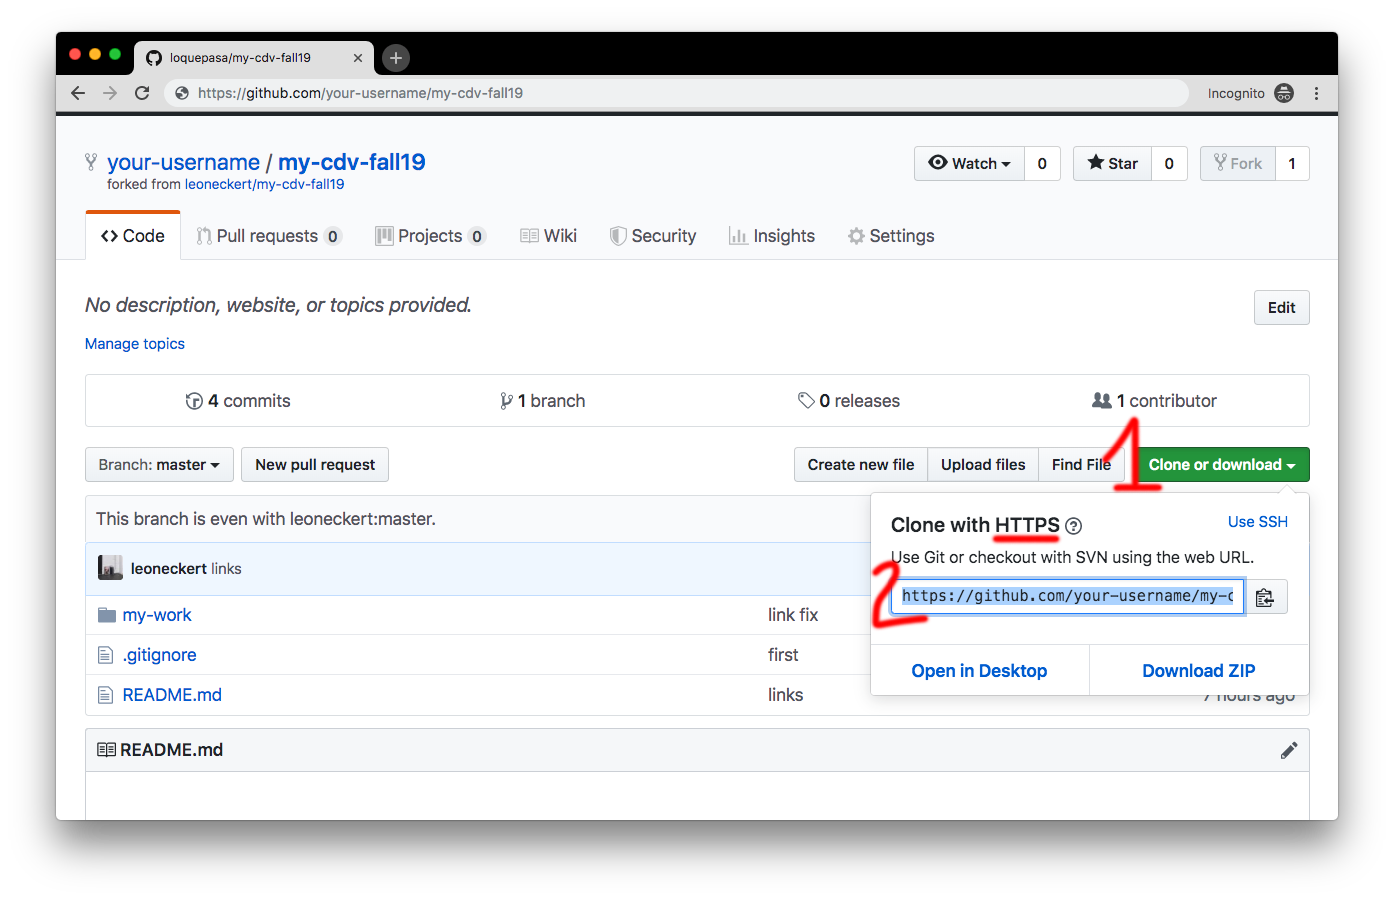 loquepasa/my-cdv-fall19
https://github.com/your-username/my-cdv-fall19
Incognito
your-username / my-cdv-fall19
forked from leoneckert/my-cdv-fall19
Watch 0 Star 0 Fork 1
Code Pull requests 0 Projects 0 Wiki Security Insights Settings
No description, website, or topics provided.
Edit
Manage topics
4 commits 1 branch 0 releases 1 contributor
1
Branch: master New pull request Create new file Upload files Find File Clone or download
This branch is even with leoneckert:master.
Clone with HTTPS ? Use SSH
Use Git or checkout with SVN using the web URL.
leoneckert links
2
https://github.com/your-username/my-c
my-work link fix
.gitignore first
Open in Desktop Download ZIP
README.md links 7 hours ago
README.md